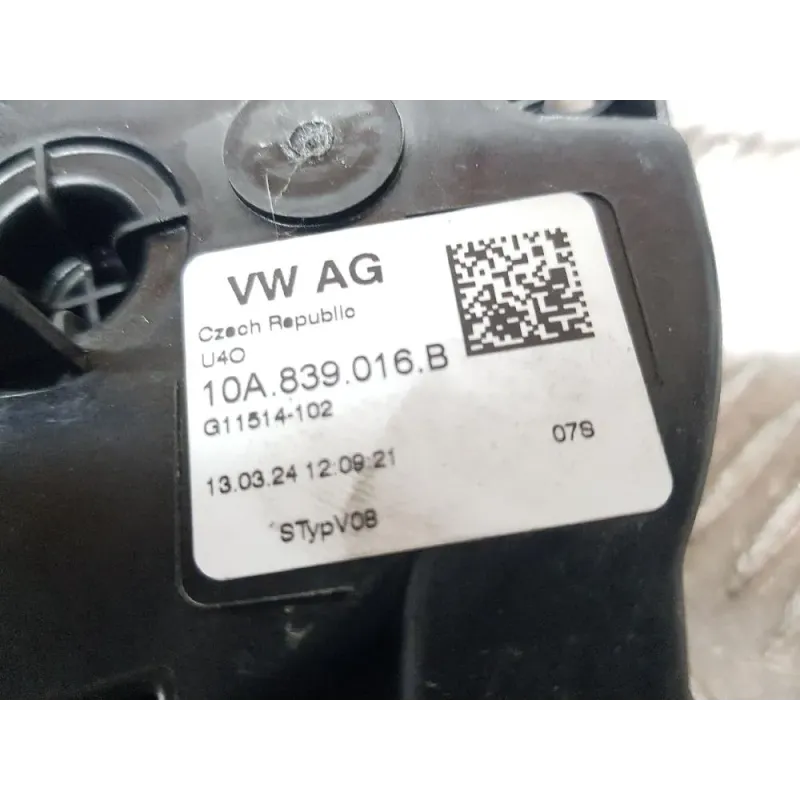 VW AG
Czech Republic
U4O
10A.839.016.B
G11514-102
13.03.24 12:09:21
07S
STypV08